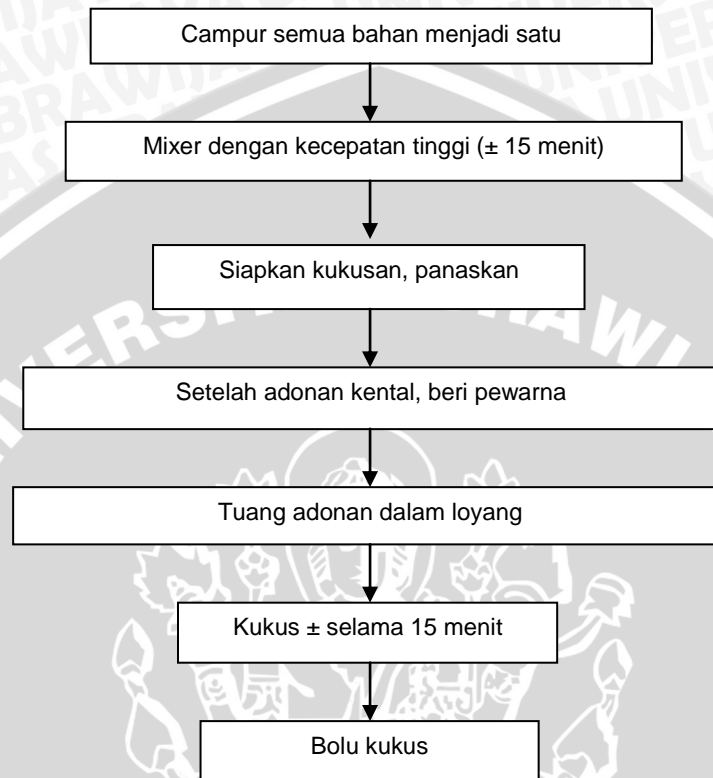 Campur semua bahan menjadi satu
Mixer dengan kecepatan tinggi (± 15 menit)
Siapkan kukusan, panaskan
Setelah adonan kental, beri pewarna
Tuang adonan dalam loyang
Kukus ± selama 15 menit
Bolu kukus